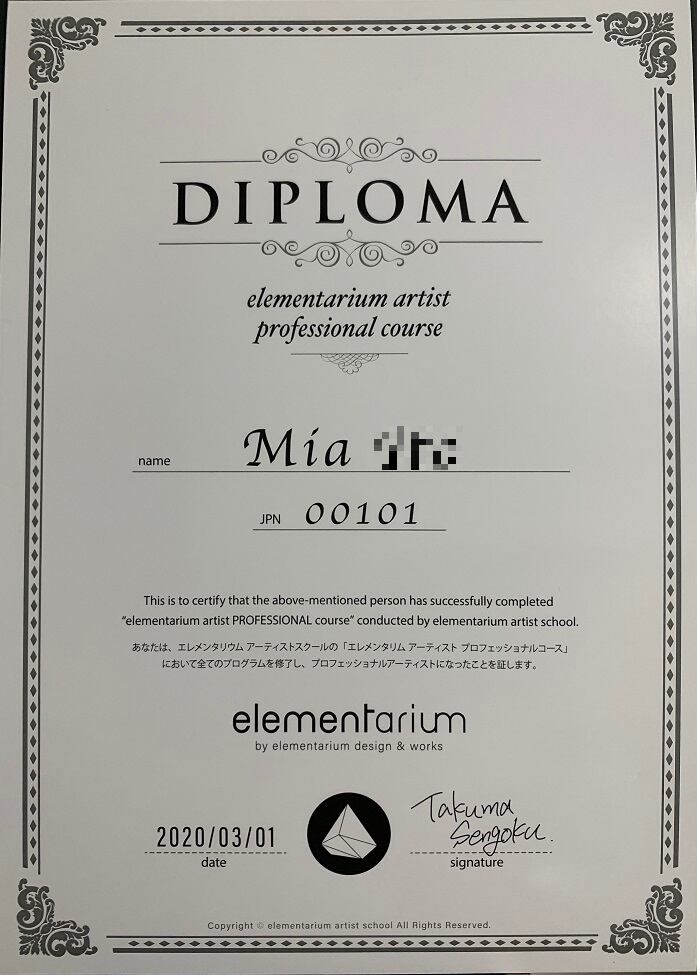 DIPLOMA
elementarium artist
professional course
name Mia
JPN 00101
This is to certify that the above-mentioned person has successfully completed
"elementarium artist PROFESSIONAL course" conducted by elementarium artist school.
あなたは、エレメンタリウム アーティストスクールの「エレメンタリム アーティスト プロフェッショナルコース」
において全てのプログラムを修了し、プロフェッショナルアーティストになったことを証します。
elementarium
by elementarium design & works
2020/03/01
date
Takuma
Sengoku.
signature
Copyright © elementarium artist school All Rights Reserved.